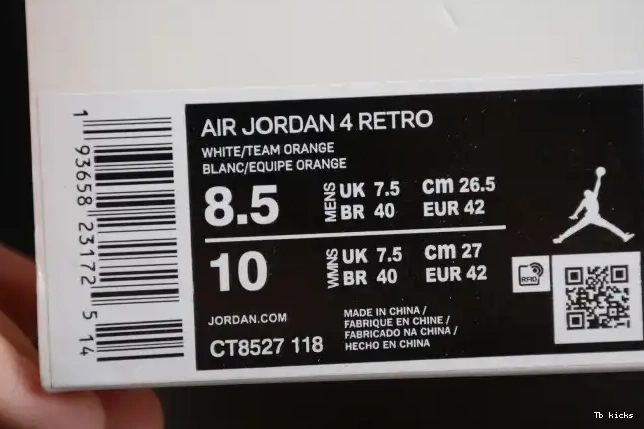 AIR JORDAN 4 RETRO
WHITE/TEAM ORANGE
BLANC/EQUIPE ORANGE
8.5 MENS UK 7.5 cm 26.5
BR 40 EUR 42
10 WMNS UK 7.5 cm 27
BR 40 EUR 42
RFID
JORDAN.COM
CT8527 118
MADE IN CHINA /
FABRIQUE EN CHINE /
FABRICADO NA CHINA /
HECHO EN CHINA
1 93658 23172 5 14
Tb kicks